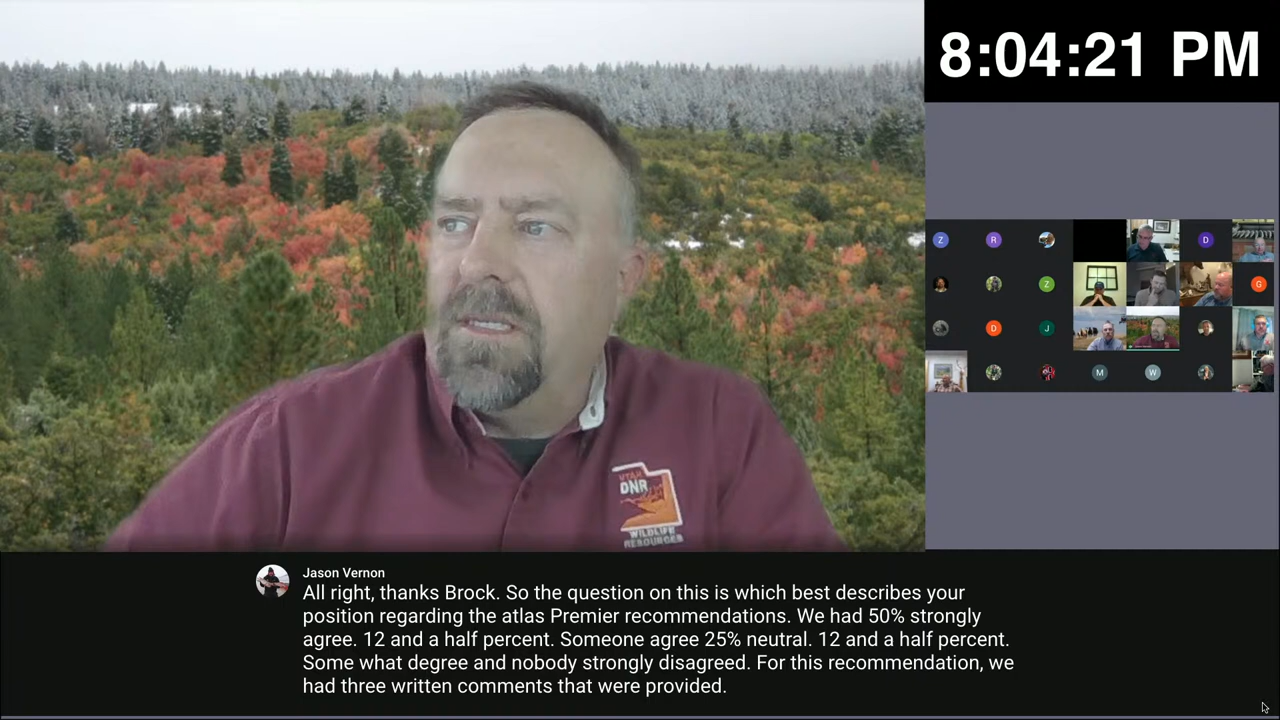 8:04:21 PM
Z
R
D
Z
G
D
J
M
W
UTAH
DNR
WILDLIFE
RESOURCES
Jason Vernon
All right, thanks Brock. So the question on this is which best describes your
position regarding the atlas Premier recommendations. We had 50% strongly
agree. 12 and a half percent. Someone agree 25% neutral. 12 and a half percent.
Some what degree and nobody strongly disagreed. For this recommendation, we
had three written comments that were provided.